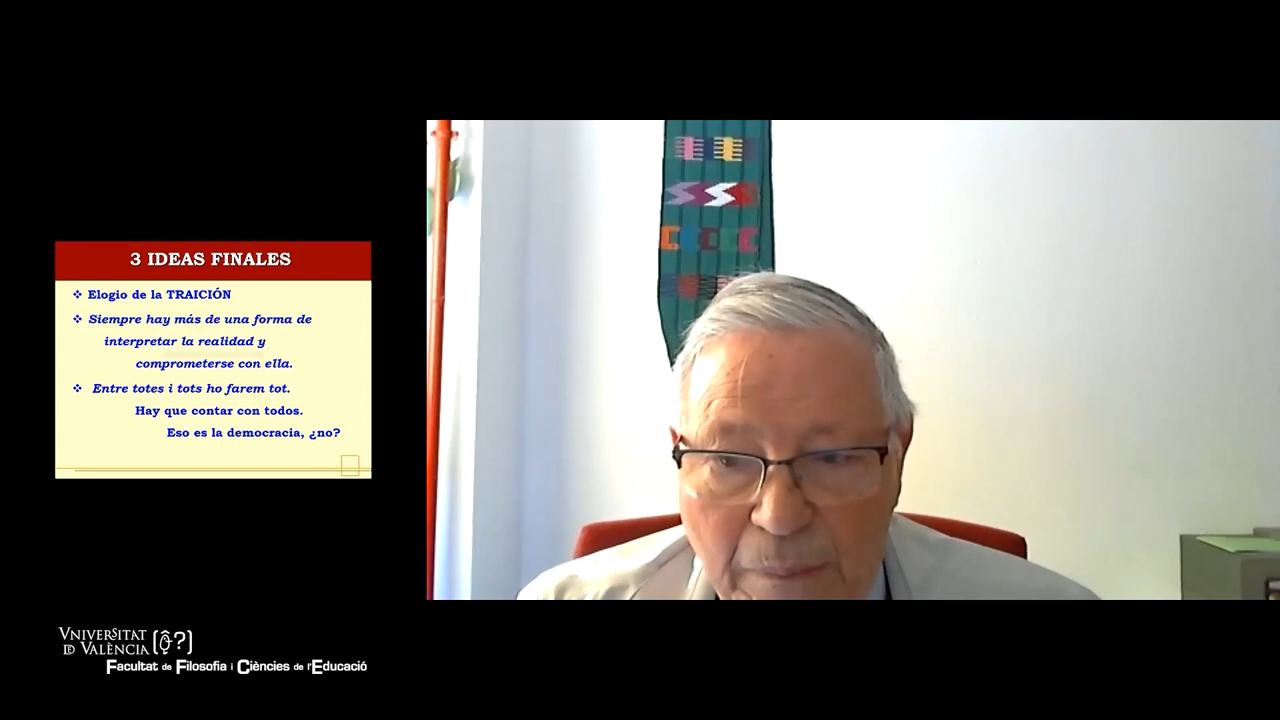 3 IDEAS FINALES
❖ Elogio de la TRAICIÓN
❖ Siempre hay más de una forma de
interpretar la realidad y
comprometerse con ella.
❖ Entre totes i tots ho farem tot.
Hay que contar con todos.
Eso es la democracia, ¿no?
VNIVERSITAT
ID VALÈNCIA
Facultat de Filosofia i Ciències de l'Educació